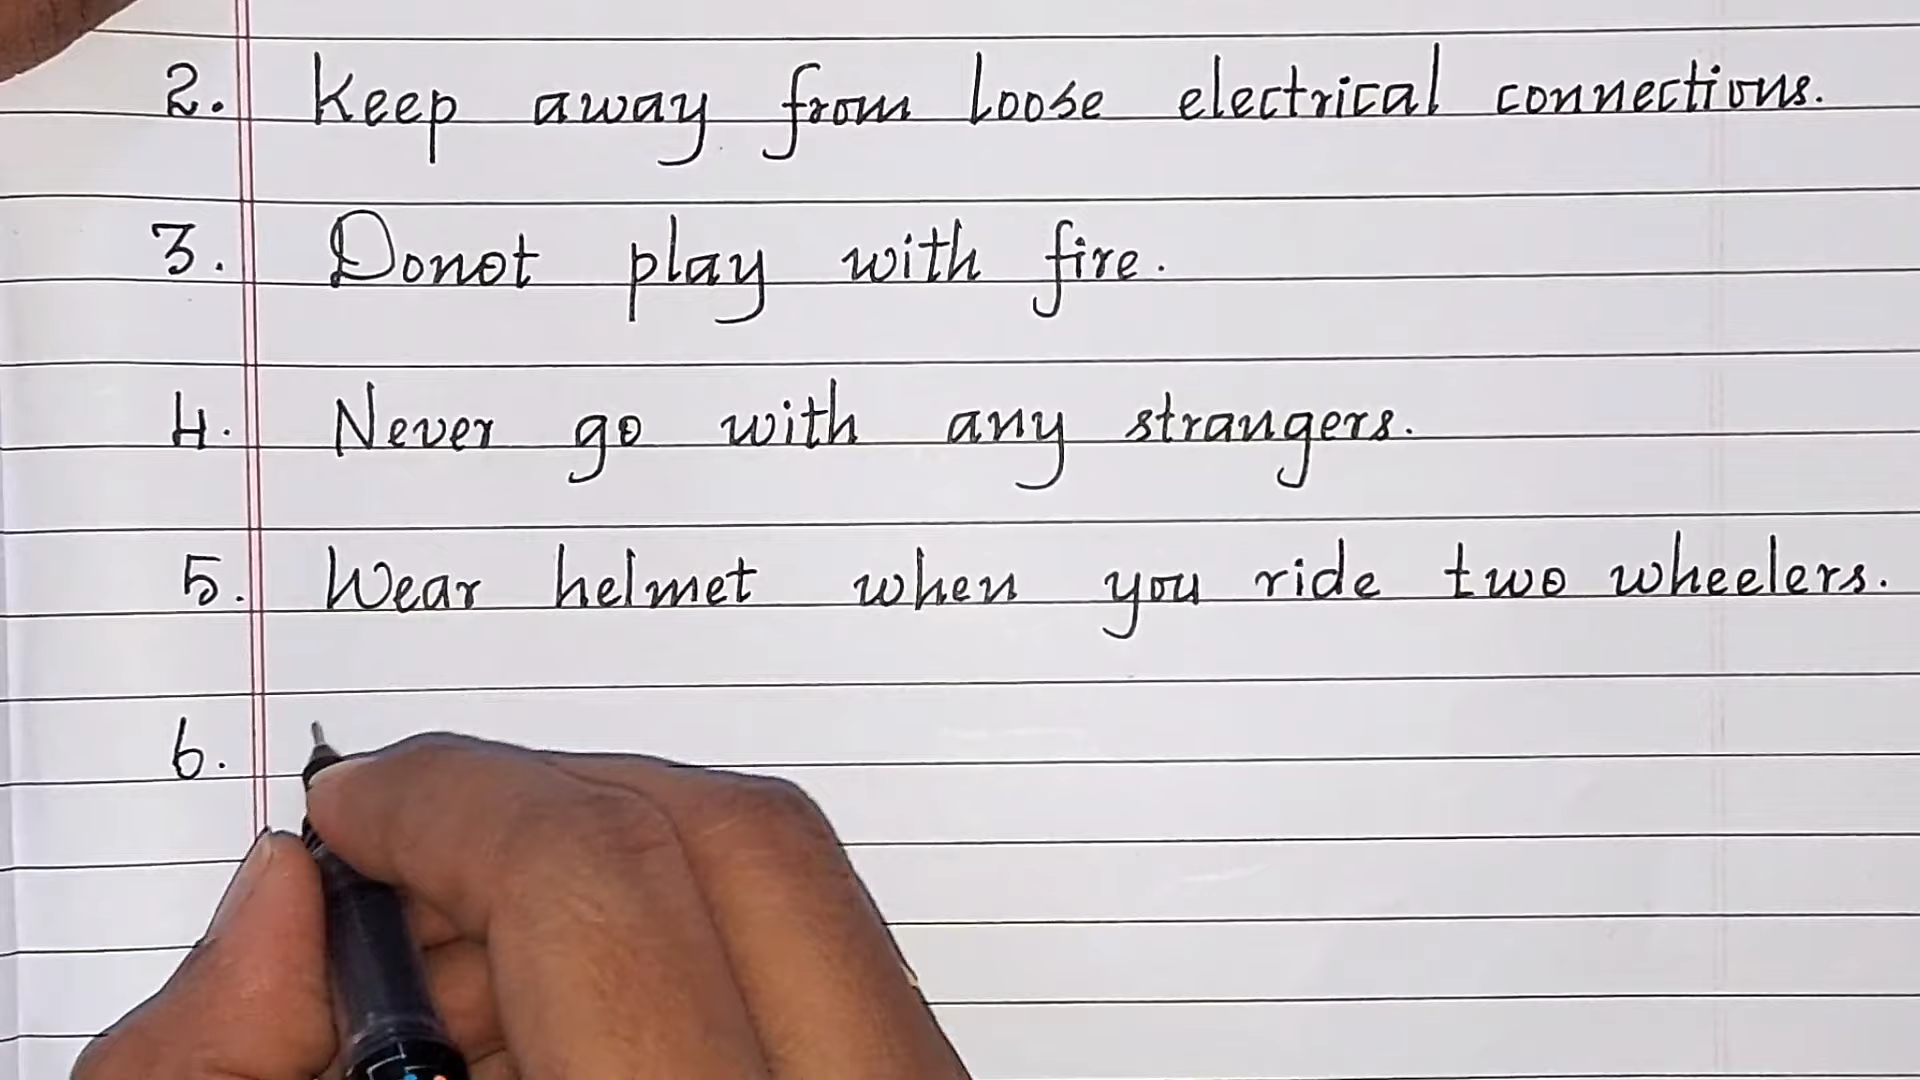 2. Keep away from loose electrical connections.
3. Donot play with fire.
4. Never go with any strangers.
5. Wear helmet when you ride two wheelers.
6.